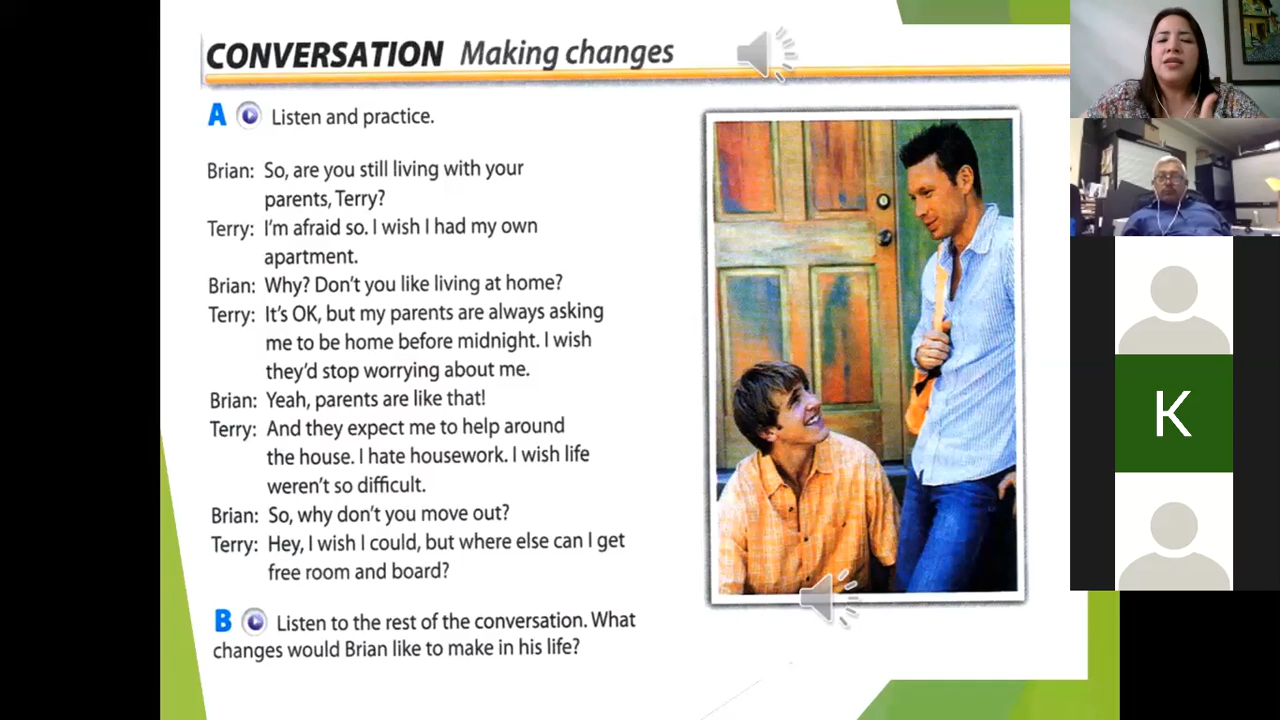 CONVERSATION Making changes
A Listen and practice.
Brian: So, are you still living with your
parents, Terry?
Terry: I'm afraid so. I wish I had my own
apartment.
Brian: Why? Don't you like living at home?
Terry: It's OK, but my parents are always asking
me to be home before midnight. I wish
they'd stop worrying about me.
Brian: Yeah, parents are like that!
Terry: And they expect me to help around
the house. I hate housework. I wish life
weren't so difficult.
Brian: So, why don't you move out?
Terry: Hey, I wish I could, but where else can I get
free room and board?
B Listen to the rest of the conversation. What
changes would Brian like to make in his life?
K